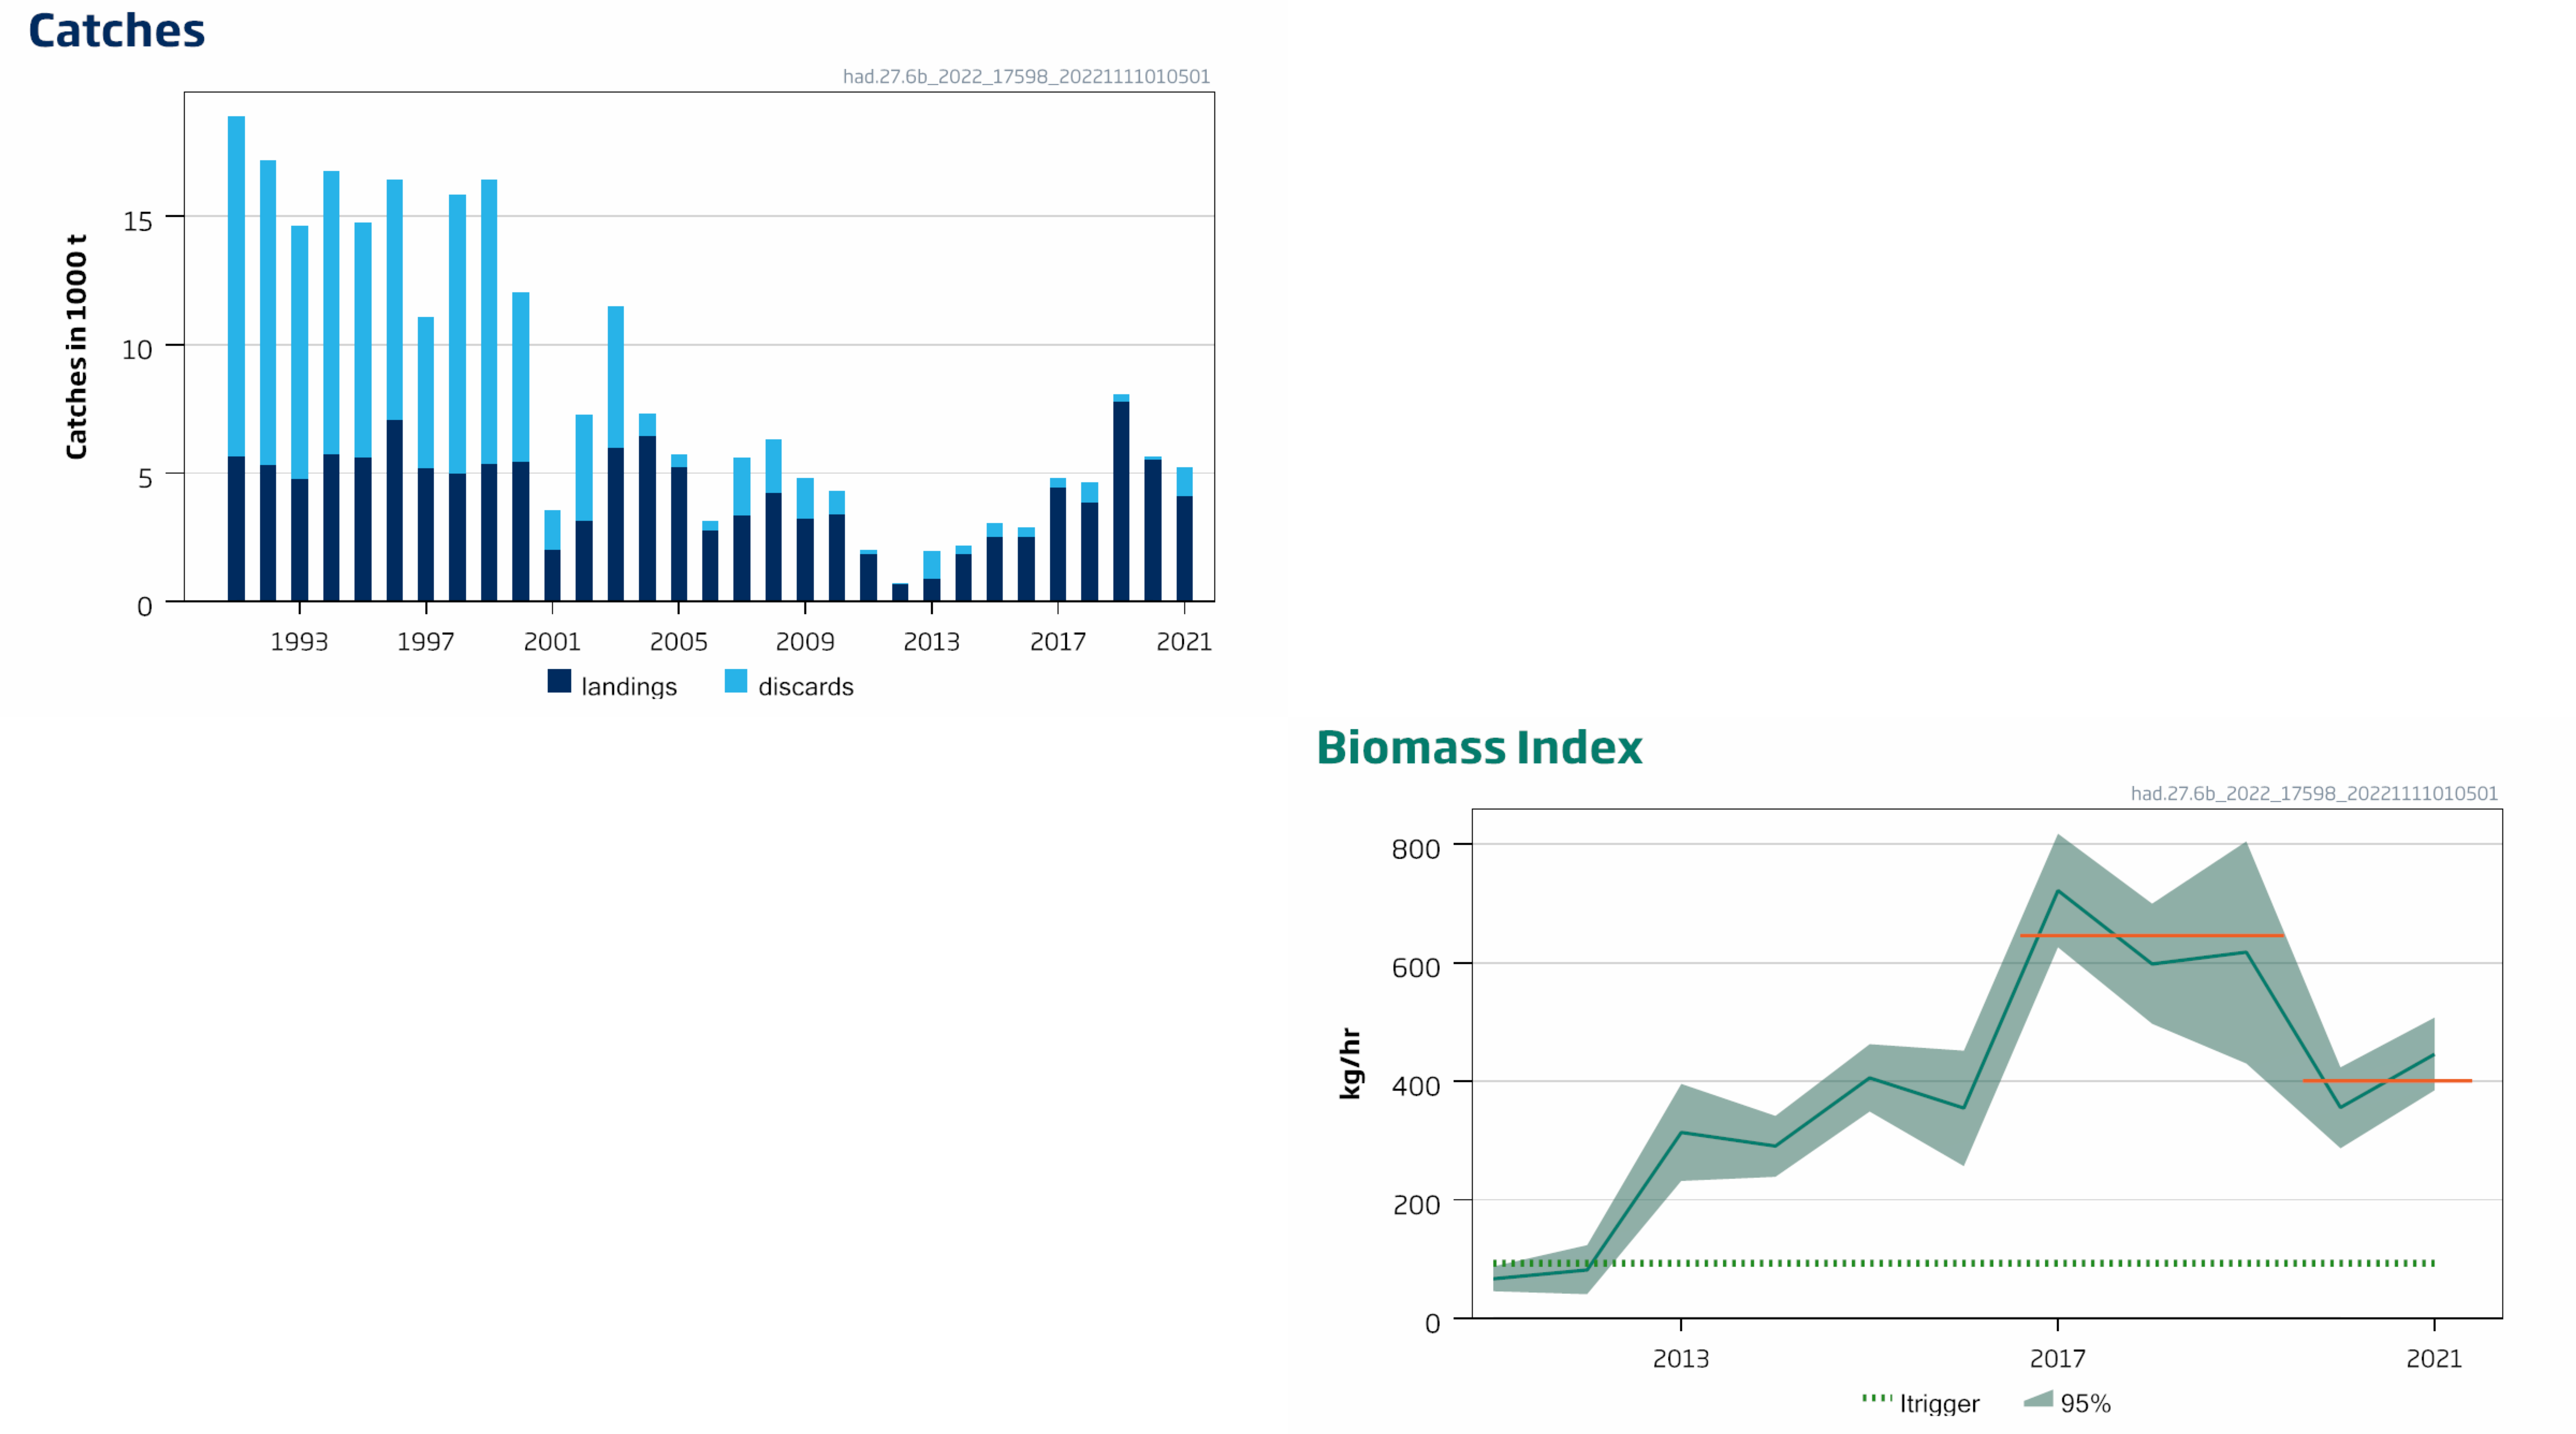 Catches
had.27.6b_2022_17598_20221111010501
Catches in 1000 t
15
10
5
0
1993 1997 2001 2005 2009 2013 2017 2021
landings discards
Biomass Index
had.27.6b_2022_17598_20221111010501
kg/hr
800
600
400
200
0
2013 2017 2021
Itrigger 95%